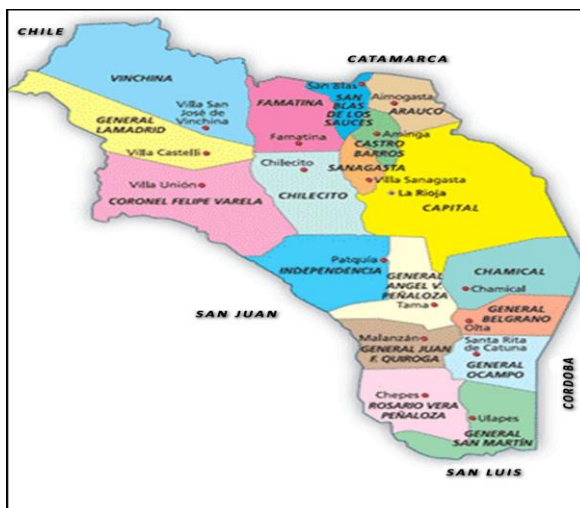 CHILE
CATAMARCA
VINCHINA
San Blas
FAMATINA
SAN
BLAS
DE LOS
SAUCES
Aimogasta
ARAUCO
Villa San
José de
Vinchina
GENERAL
LAMADRID
Famatina
Aminga
CASTRO
BARROS
Villa Castelli
Chilecito
SANAGASTA
Villa Sanagasta
Villa Unión
CORONEL FELIPE VARELA
CHILECITO
La Rioja
CAPITAL
Patquía
INDEPENDENCIA
GENERAL
ANGEL V.
PEÑALOZA
Tama
CHAMICAL
Chamical
SAN JUAN
GENERAL
BELGRANO
Olta
Malanzán
GENERAL JUAN
F. QUIROGA
Santa Rita
de Catuna
GENERAL
OCAMPO
CORDOBA
Chepes
ROSARIO VERA
PEÑALOZA
Ulapes
GENERAL
SAN MARTÍN
SAN LUIS